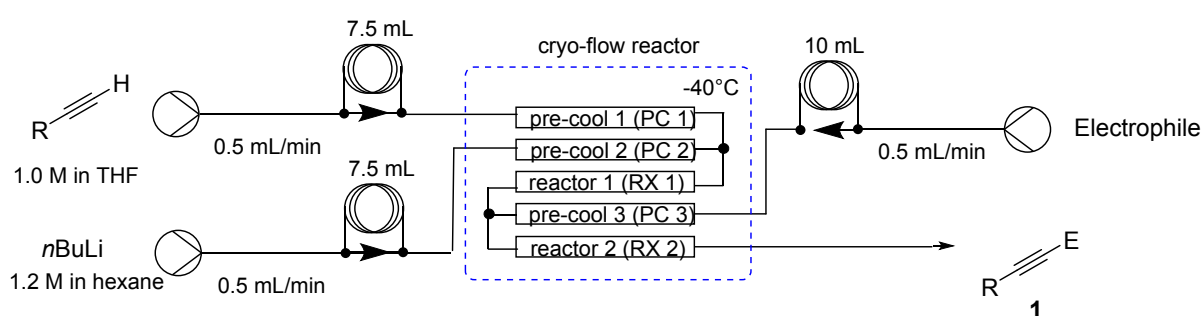 7.5 mL
cryo-flow reactor
10 mL
H
-40°C
R
pre-cool 1 (PC 1)
0.5 mL/min
pre-cool 2 (PC 2)
0.5 mL/min
Electrophile
1.0 M in THF
7.5 mL
reactor 1 (RX 1)
pre-cool 3 (PC 3)
nBuLi
reactor 2 (RX 2)
E
1.2 M in hexane
0.5 mL/min
R
1